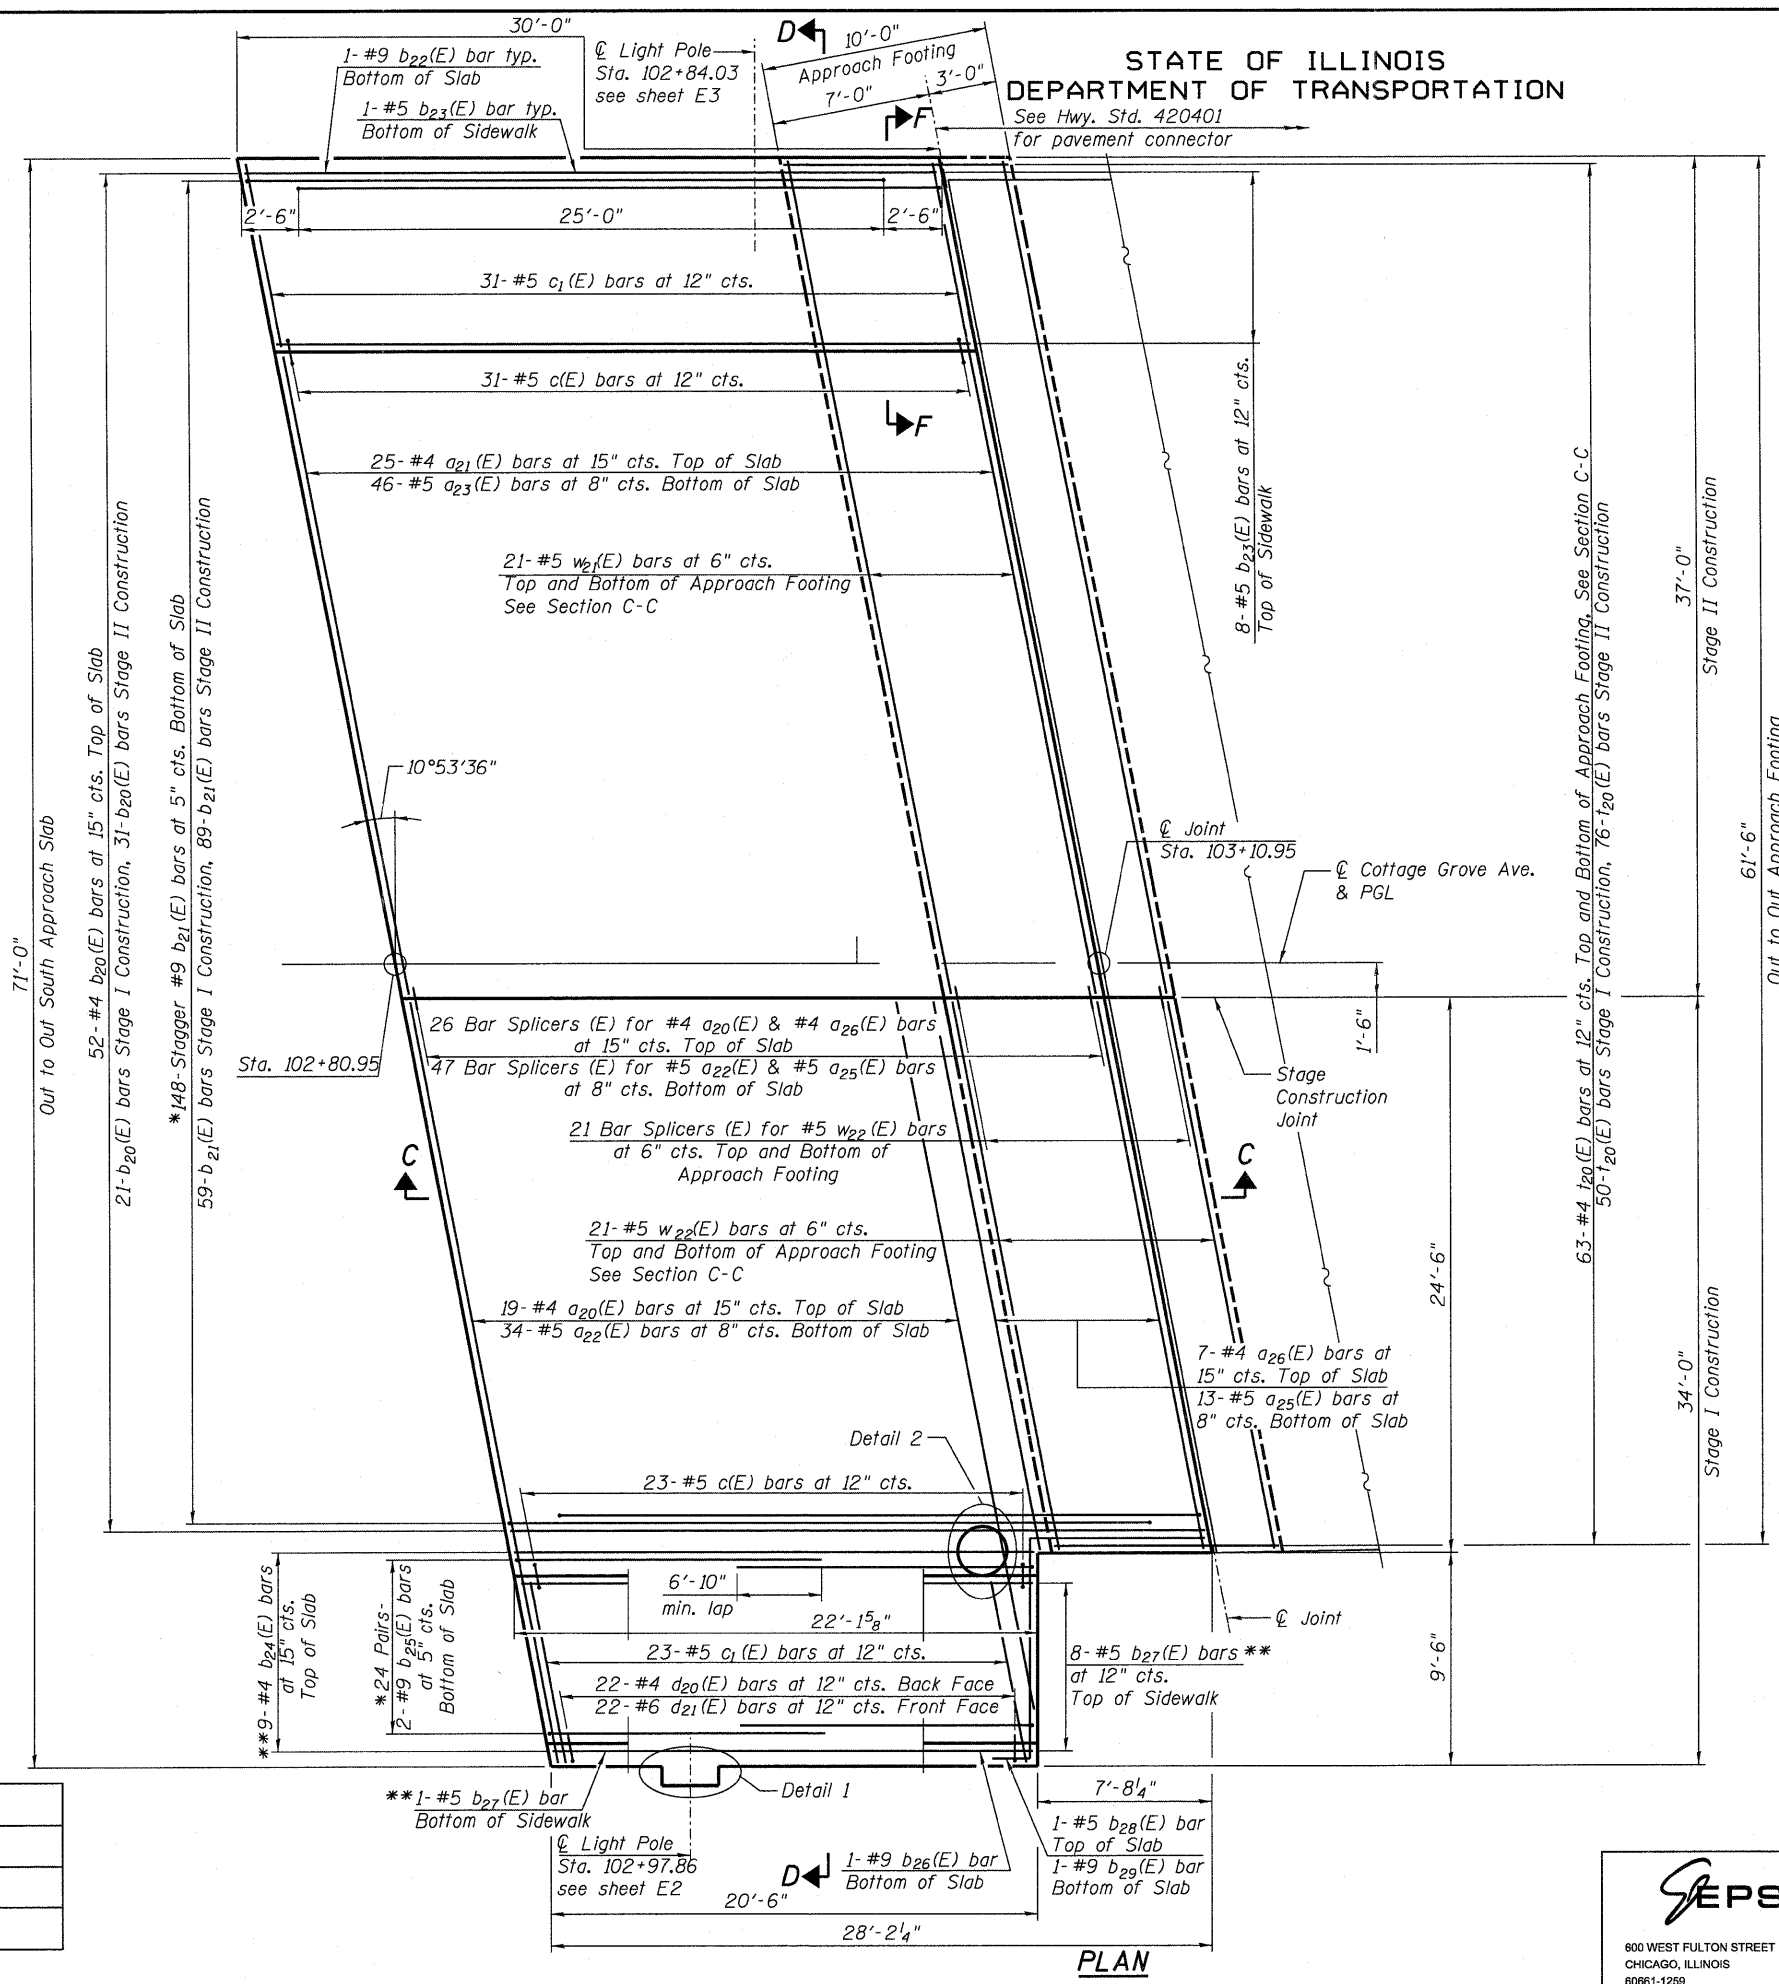 STATE OF ILLINOIS
DEPARTMENT OF TRANSPORTATION
30'-0"
1-#9 b22(E) bar typ.
Bottom of Slab
1-#5 b23(E) bar typ.
Bottom of Sidewalk
℄ Light Pole
Sta. 102+84.03
see sheet E3
D
10'-0"
Approach Footing
7'-0"
3'-0"
F
See Hwy. Std. 420401
for pavement connector
2'-6"
25'-0"
2'-6"
31-#5 c1(E) bars at 12" cts.
31-#5 c(E) bars at 12" cts.
F
25-#4 a21(E) bars at 15" cts. Top of Slab
46-#5 a23(E) bars at 8" cts. Bottom of Slab
21-#5 w21(E) bars at 6" cts.
Top and Bottom of Approach Footing
See Section C-C
8-#5 b23(E) bars at 12" cts.
Top of Sidewalk
71'-0"
Out to Out South Approach Slab
52-#4 b20(E) bars at 15" cts. Top of Slab
21-b20(E) bars Stage I Construction, 31-b20(E) bars Stage II Construction
*148-Stagger #9 b21(E) bars at 5" cts. Bottom of Slab
59-b21(E) bars Stage I Construction, 89-b21(E) bars Stage II Construction
63-#4 t20(E) bars at 12" cts. Top and Bottom of Approach Footing, See Section C-C
50-t20(E) bars Stage I Construction, 76-t20(E) bars Stage II Construction
37'-0"
Stage II Construction
61'-6"
Out to Out Approach Footing
10°53'36"
℄ Joint
Sta. 103+10.95
℄ Cottage Grove Ave.
& PGL
1'-6"
Sta. 102+80.95
26 Bar Splicers (E) for #4 a20(E) & #4 a26(E) bars
at 15" cts. Top of Slab
47 Bar Splicers (E) for #5 a22(E) & #5 a25(E) bars
at 8" cts. Bottom of Slab
Stage
Construction
Joint
21 Bar Splicers (E) for #5 w22(E) bars
at 6" cts. Top and Bottom of
Approach Footing
C
C
21-#5 w22(E) bars at 6" cts.
Top and Bottom of Approach Footing
See Section C-C
24'-6"
19-#4 a20(E) bars at 15" cts. Top of Slab
34-#5 a22(E) bars at 8" cts. Bottom of Slab
7-#4 a26(E) bars at
15" cts. Top of Slab
13-#5 a25(E) bars at
8" cts. Bottom of Slab
34'-0"
Stage I Construction
Detail 2
23-#5 c(E) bars at 12" cts.
**9-#4 b24(E) bars
at 15" cts.
Top of Slab
*24 Pairs-
2-#9 b25(E) bars
at 5" cts.
Bottom of Slab
6'-10"
min. lap
22'-1 5/8"
℄ Joint
23-#5 c1(E) bars at 12" cts.
22-#4 d20(E) bars at 12" cts. Back Face
22-#6 d21(E) bars at 12" cts. Front Face
8-#5 b27(E) bars **
at 12" cts.
Top of Sidewalk
9'-6"
**1-#5 b27(E) bar
Bottom of Sidewalk
Detail 1
7'-8 1/4"
1-#5 b28(E) bar
Top of Slab
1-#9 b29(E) bar
Bottom of Slab
℄ Light Pole
Sta. 102+97.86
see sheet E2
D
1-#9 b26(E) bar
Bottom of Slab
20'-6"
28'-2 1/4"
PLAN
EPS
600 WEST FULTON STREET
CHICAGO, ILLINOIS
60661-1259